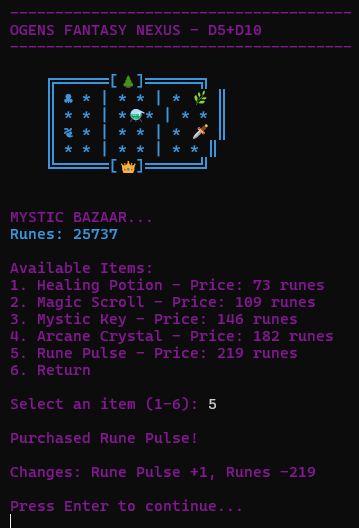 OGENS FANTASY NEXUS - D5+D10
MYSTIC BAZAAR...
Runes: 25737
Available Items:
1. Healing Potion - Price: 73 runes
2. Magic Scroll - Price: 109 runes
3. Mystic Key - Price: 146 runes
4. Arcane Crystal - Price: 182 runes
5. Rune Pulse - Price: 219 runes
6. Return
Select an item (1-6): 5
Purchased Rune Pulse!
Changes: Rune Pulse +1, Runes -219
Press Enter to continue...